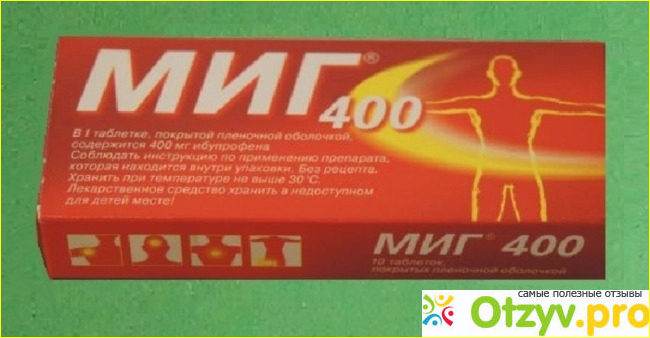 МИГ® 400
В 1 таблетке, покрытой пленочной оболочкой,
содержится 400 мг ибупрофена
Соблюдать инструкцию по применению препарата,
которая находится внутри упаковки. Без рецепта.
Хранить при температуре не выше 30°C.
Лекарственное средство хранить в недоступном
для детей месте!
МИГ® 400
10 таблеток,
покрытых пленочной оболочкой
самые полезные отзывы
Otzyv.pro